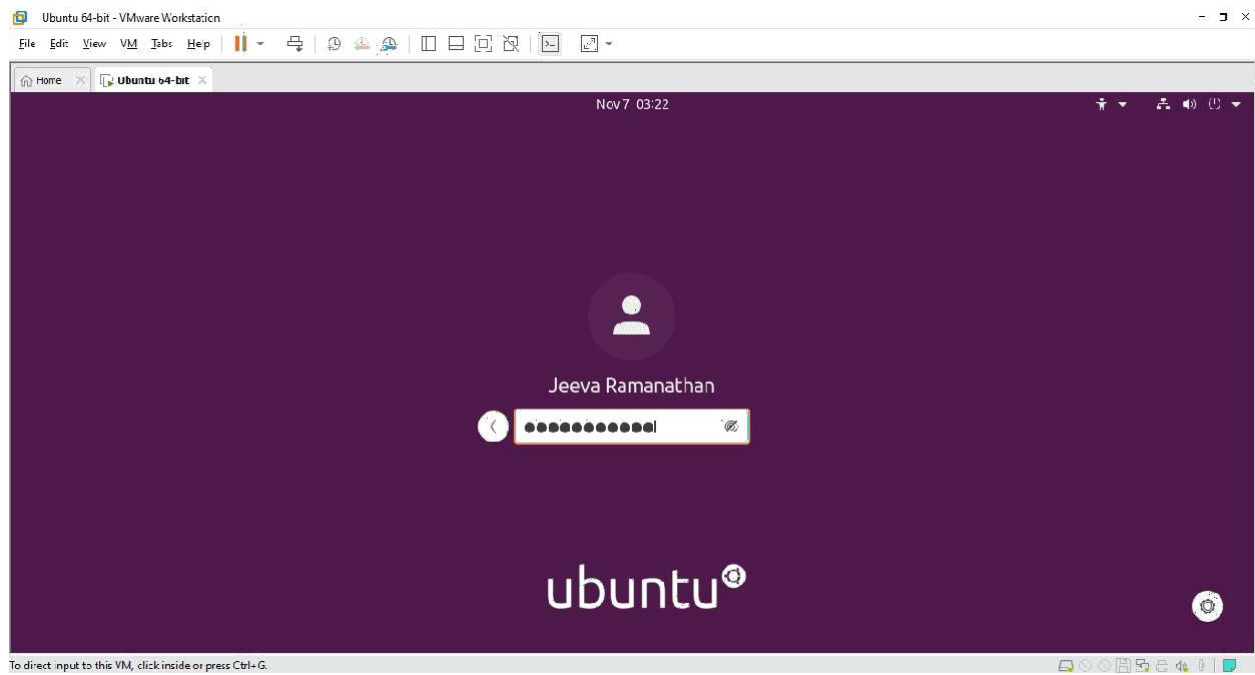 Ubuntu 64-bit - VMware Workstation
File Edit View VM Tabs Help
Home Ubuntu 64-bit
Nov 7 03:22
Jeeva Ramanathan
ubuntu
To direct input to this VM, click inside or press Ctrl+G.